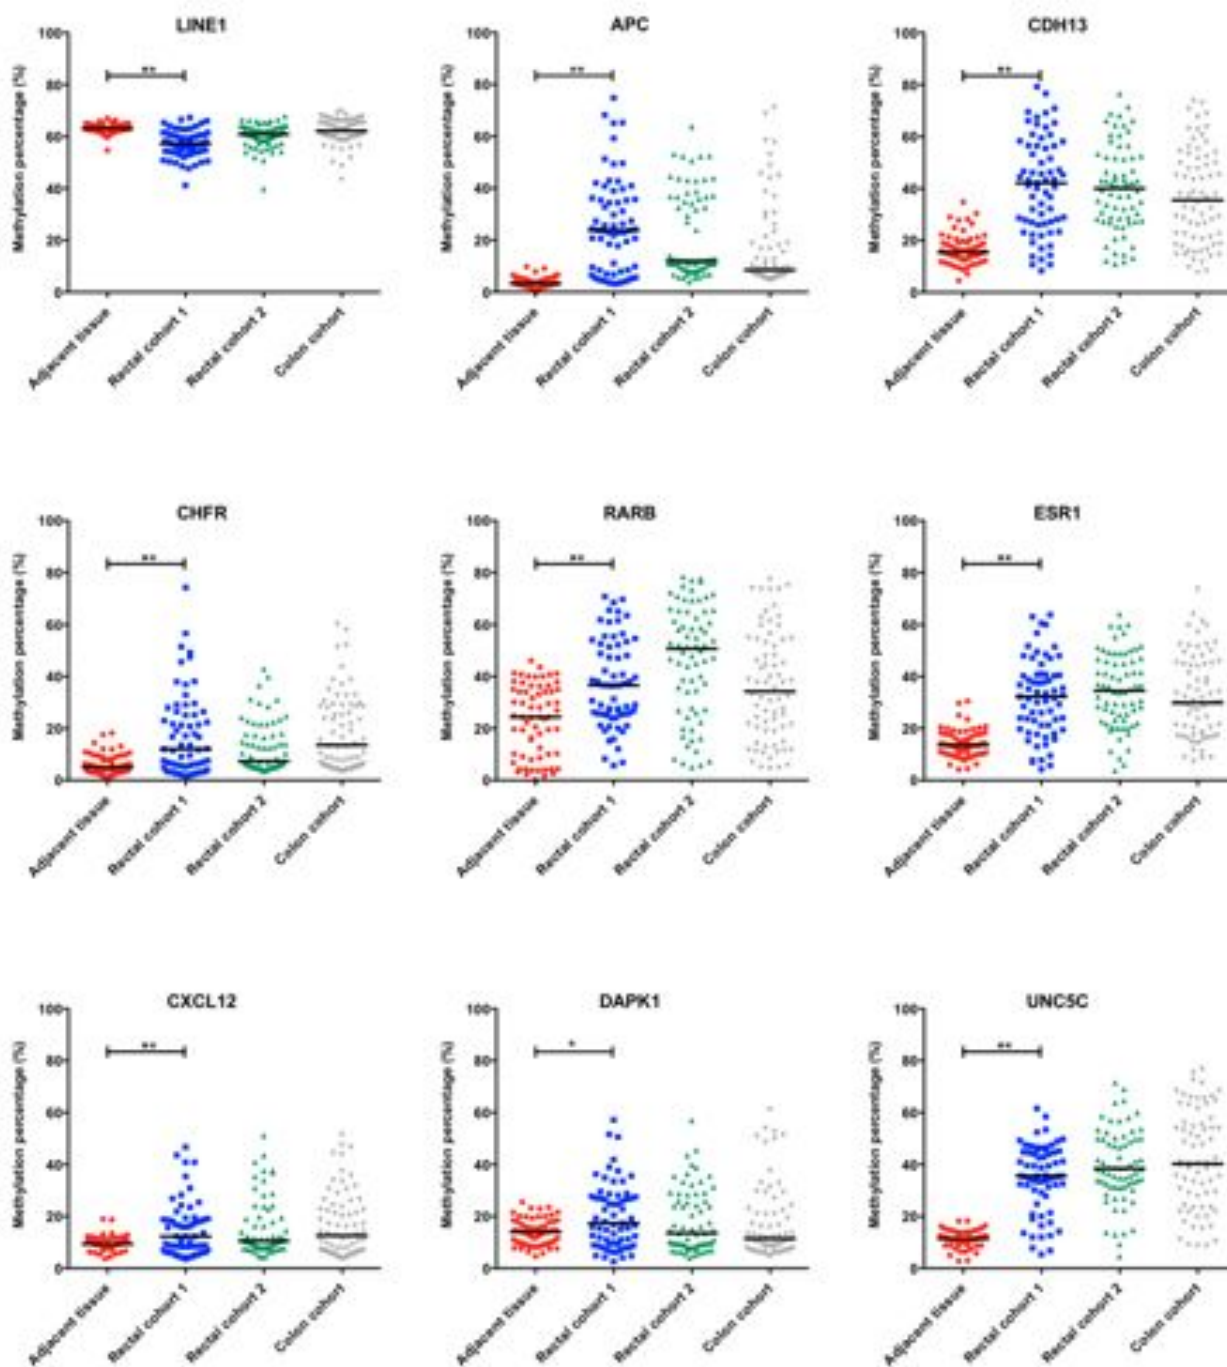 LINE1
Methylation percentage (%)
100
80
60
40
20
0
**
Adjacent tissue
Rectal cohort 1
Rectal cohort 2
Colon cohort
APC
Methylation percentage (%)
100
80
60
40
20
0
**
Adjacent tissue
Rectal cohort 1
Rectal cohort 2
Colon cohort
CDH13
Methylation percentage (%)
100
80
60
40
20
0
**
Adjacent tissue
Rectal cohort 1
Rectal cohort 2
Colon cohort
CHFR
Methylation percentage (%)
100
80
60
40
20
0
**
Adjacent tissue
Rectal cohort 1
Rectal cohort 2
Colon cohort
RARB
Methylation percentage (%)
100
80
60
40
20
0
**
Adjacent tissue
Rectal cohort 1
Rectal cohort 2
Colon cohort
ESR1
Methylation percentage (%)
100
80
60
40
20
0
**
Adjacent tissue
Rectal cohort 1
Rectal cohort 2
Colon cohort
CXCL12
Methylation percentage (%)
100
80
60
40
20
0
**
Adjacent tissue
Rectal cohort 1
Rectal cohort 2
Colon cohort
DAPK1
Methylation percentage (%)
100
80
60
40
20
0
*
Adjacent tissue
Rectal cohort 1
Rectal cohort 2
Colon cohort
UNC5C
Methylation percentage (%)
100
80
60
40
20
0
**
Adjacent tissue
Rectal cohort 1
Rectal cohort 2
Colon cohort